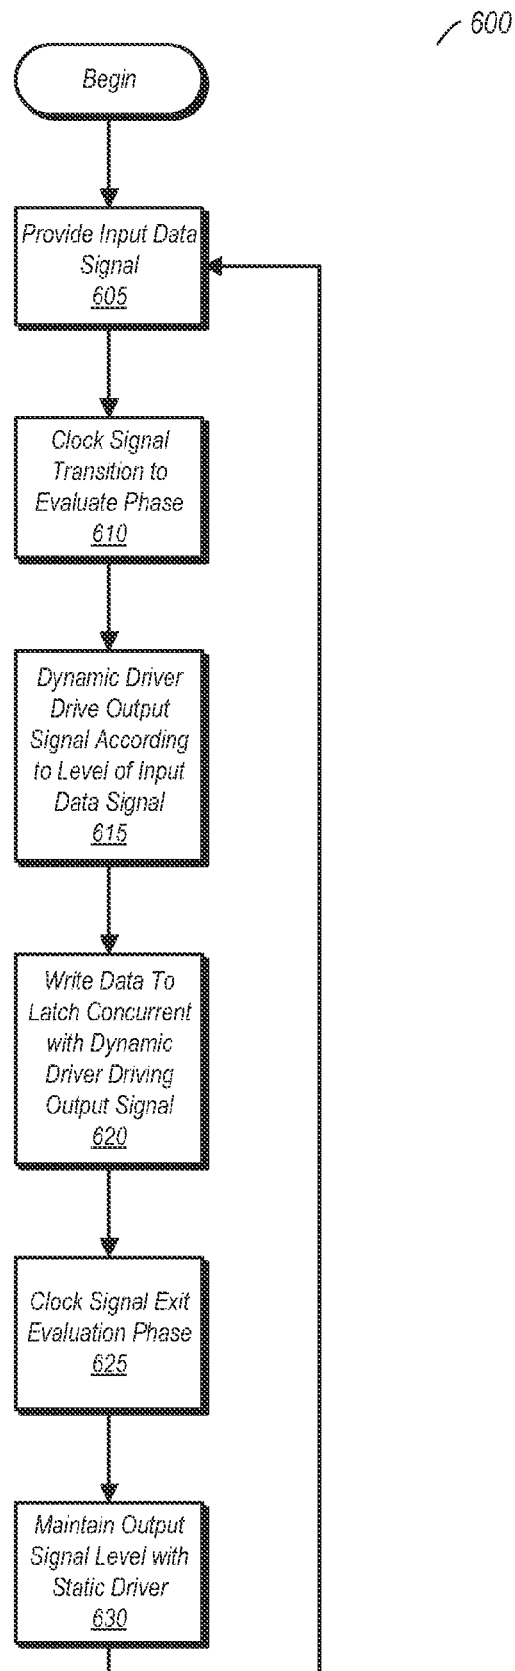 600
Begin
Provide Input Data
Signal
605
Clock Signal
Transition to
Evaluate Phase
610
Dynamic Driver
Drive Output
Signal According
to Level of Input
Data Signal
615
Write Data To
Latch Concurrent
with Dynamic
Driver Driving
Output Signal
620
Clock Signal Exit
Evaluation Phase
625
Maintain Output
Signal Level with
Static Driver
630